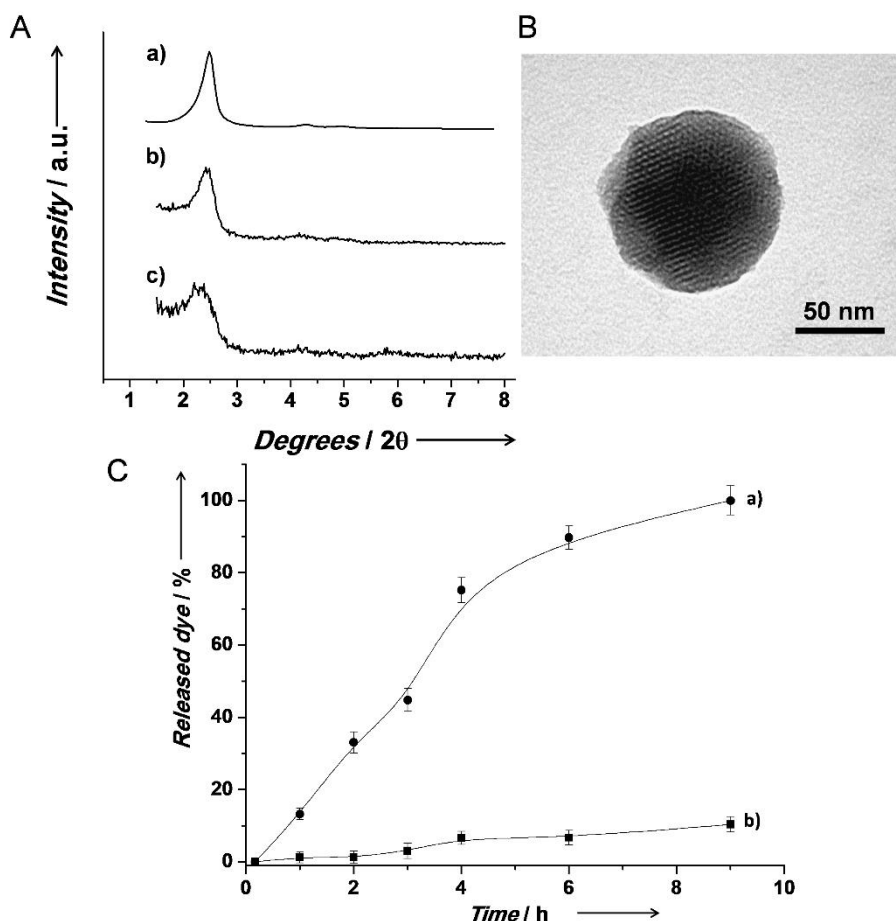 A
B
a)
b)
c)
Intensity / a.u.
1 2 3 4 5 6 7 8
Degrees / 2θ
50 nm
C
100
80
60
40
20
0
a)
b)
Released dye / %
0 2 4 6 8 10
Time / h